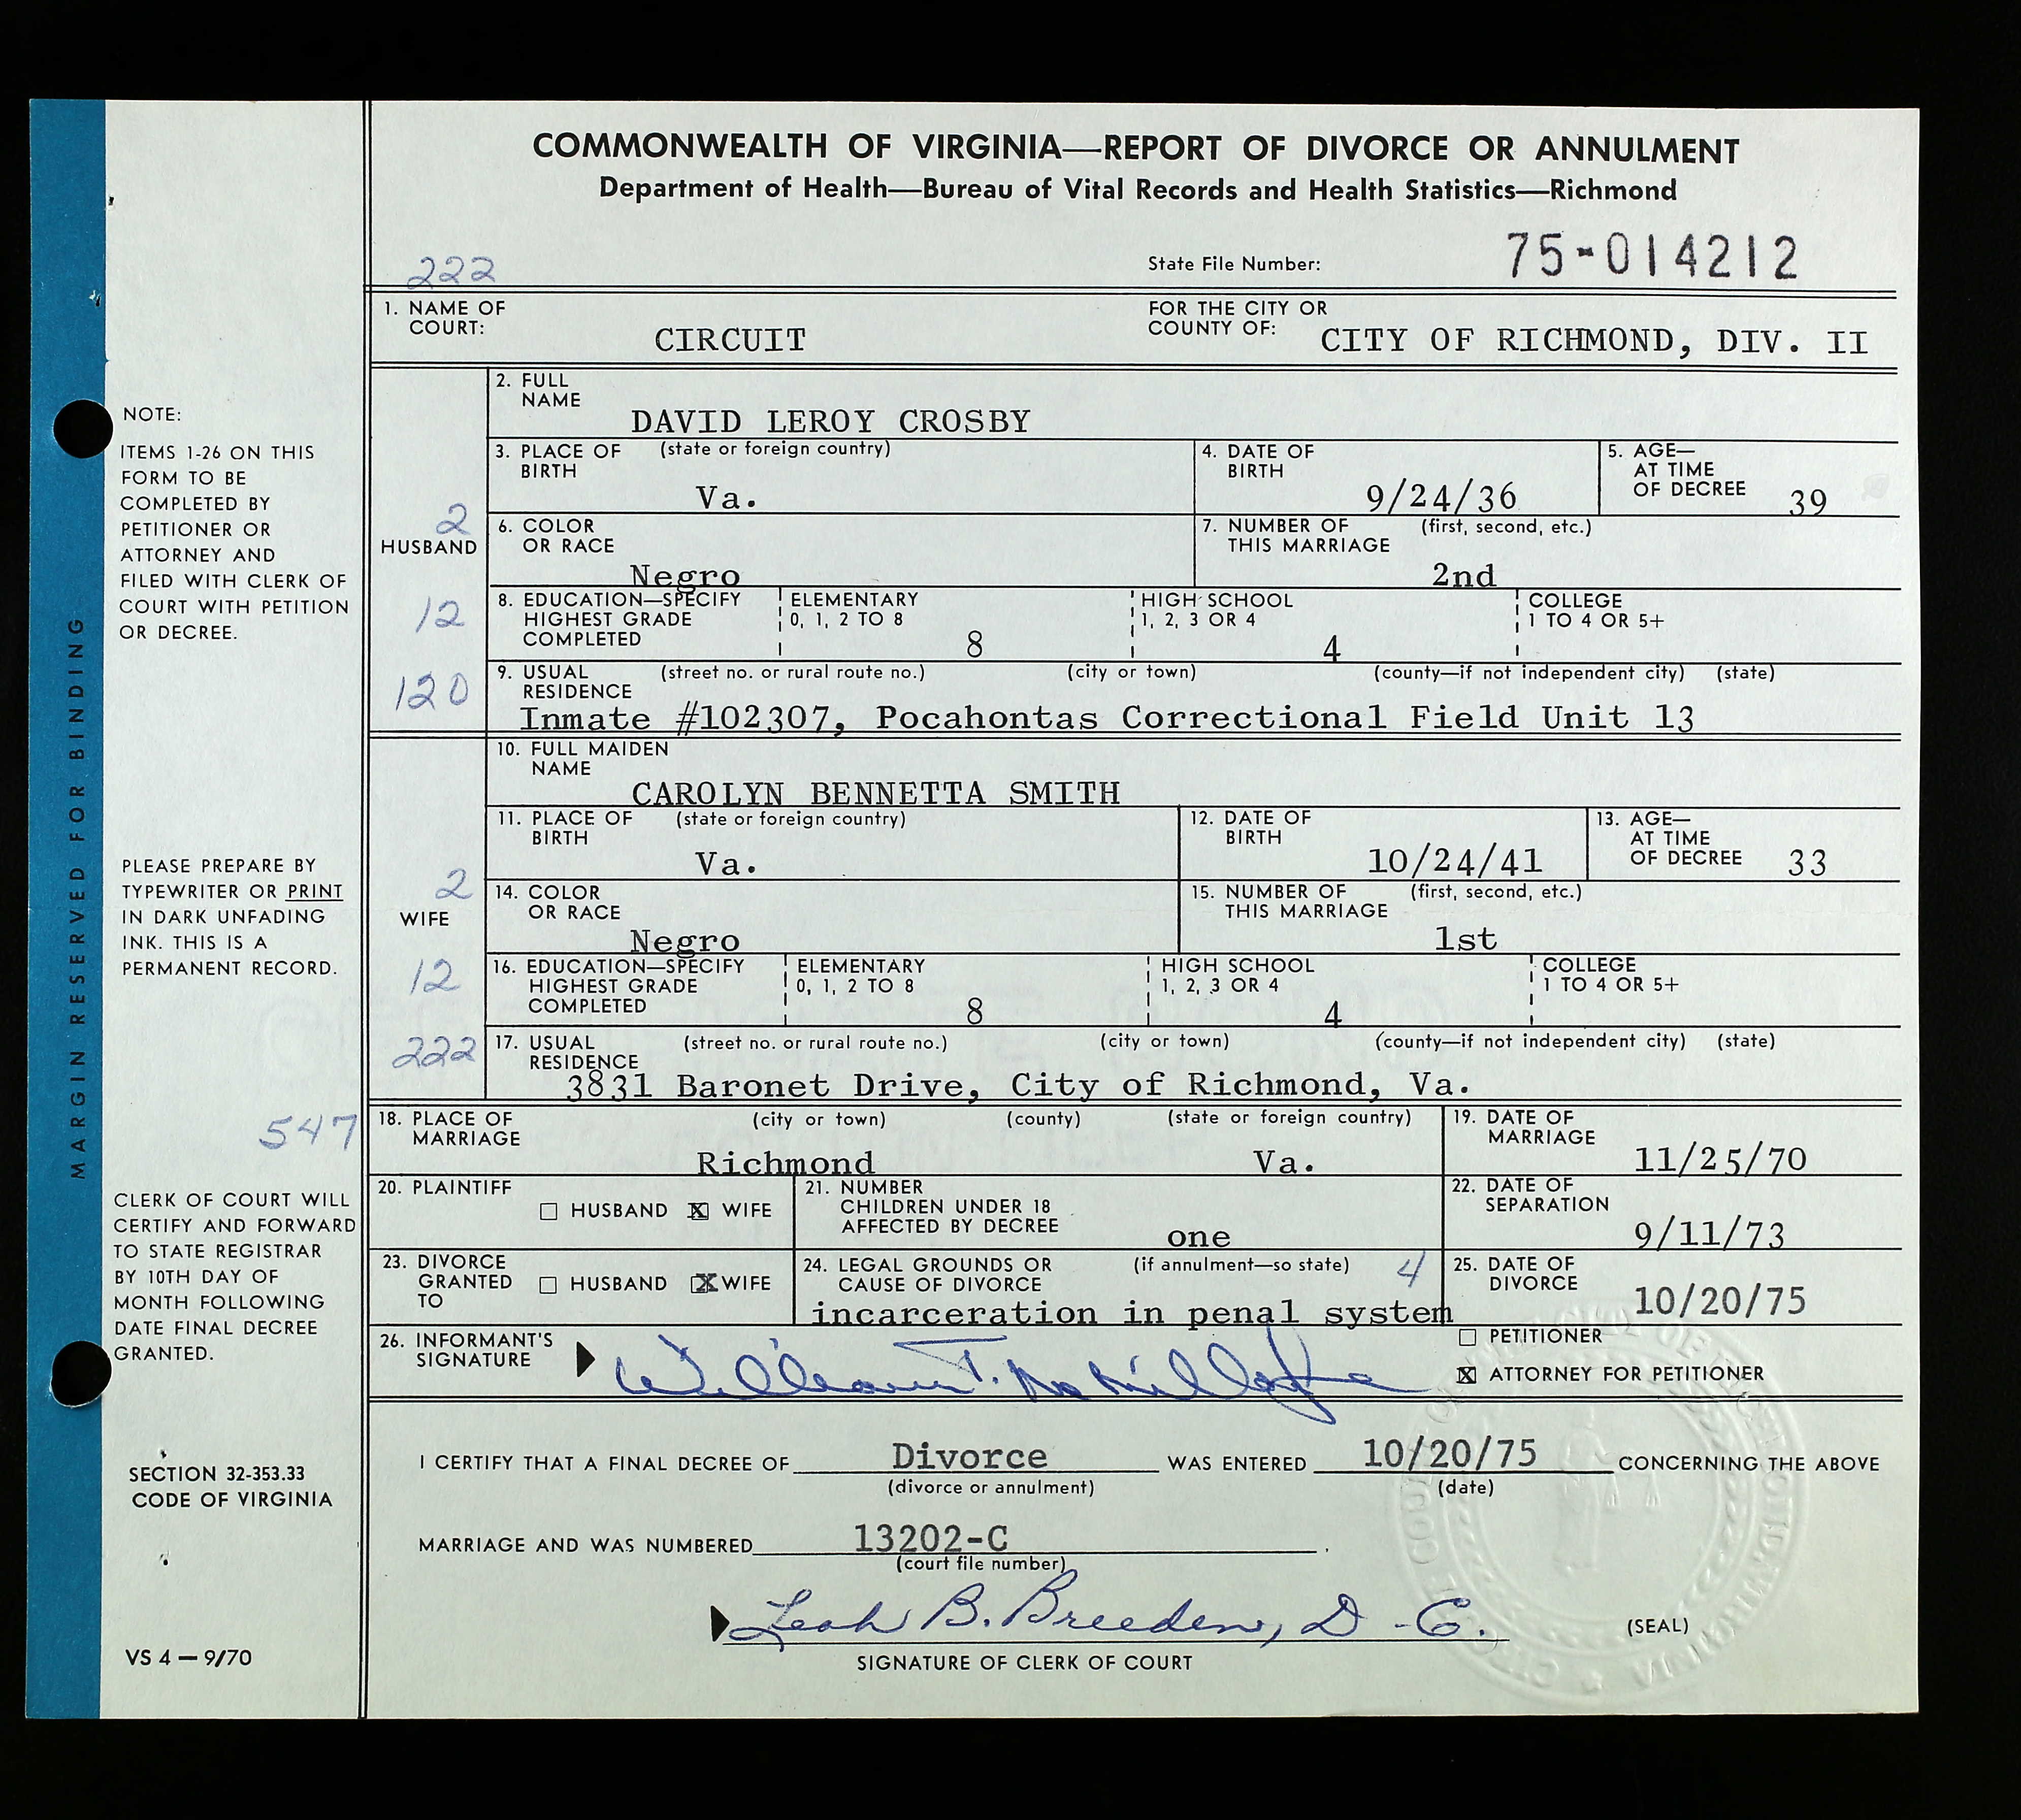 COMMONWEALTH OF VIRGINIA—REPORT OF DIVORCE OR ANNULMENT
Department of Health—Bureau of Vital Records and Health Statistics—Richmond
222
State File Number: 75-014212
1. NAME OF COURT: CIRCUIT
FOR THE CITY OR COUNTY OF: CITY OF RICHMOND, DIV. II
MARGIN RESERVED FOR BINDING
NOTE:
ITEMS 1-26 ON THIS
FORM TO BE
COMPLETED BY
PETITIONER OR
ATTORNEY AND
FILED WITH CLERK OF
COURT WITH PETITION
OR DECREE.
PLEASE PREPARE BY
TYPEWRITER OR PRINT
IN DARK UNFADING
INK. THIS IS A
PERMANENT RECORD.
547
CLERK OF COURT WILL
CERTIFY AND FORWARD
TO STATE REGISTRAR
BY 10TH DAY OF
MONTH FOLLOWING
DATE FINAL DECREE
GRANTED.
SECTION 32-353.33
CODE OF VIRGINIA
VS 4 — 9/70
2
HUSBAND
12
120
2. FULL NAME
DAVID LEROY CROSBY
3. PLACE OF BIRTH (state or foreign country)
Va.
4. DATE OF BIRTH
9/24/36
5. AGE— AT TIME OF DECREE 39
6. COLOR OR RACE
Negro
7. NUMBER OF THIS MARRIAGE (first, second, etc.)
2nd
8. EDUCATION—SPECIFY HIGHEST GRADE COMPLETED
ELEMENTARY 0, 1, 2 TO 8
8
HIGH SCHOOL 1, 2, 3 OR 4
4
COLLEGE 1 TO 4 OR 5+
9. USUAL RESIDENCE (street no. or rural route no.) (city or town) (county—if not independent city) (state)
Inmate #102307, Pocahontas Correctional Field Unit 13
2
WIFE
12
222
10. FULL MAIDEN NAME
CAROLYN BENNETTA SMITH
11. PLACE OF BIRTH (state or foreign country)
Va.
12. DATE OF BIRTH
10/24/41
13. AGE— AT TIME OF DECREE 33
14. COLOR OR RACE
Negro
15. NUMBER OF THIS MARRIAGE (first, second, etc.)
1st
16. EDUCATION—SPECIFY HIGHEST GRADE COMPLETED
ELEMENTARY 0, 1, 2 TO 8
8
HIGH SCHOOL 1, 2, 3 OR 4
4
COLLEGE 1 TO 4 OR 5+
17. USUAL RESIDENCE (street no. or rural route no.) (city or town) (county—if not independent city) (state)
3831 Baronet Drive, City of Richmond, Va.
18. PLACE OF MARRIAGE (city or town) (county) (state or foreign country)
Richmond Va.
19. DATE OF MARRIAGE
11/25/70
20. PLAINTIFF
☐ HUSBAND ☒ WIFE
21. NUMBER CHILDREN UNDER 18 AFFECTED BY DECREE
one
22. DATE OF SEPARATION
9/11/73
23. DIVORCE GRANTED TO
☐ HUSBAND ☒ WIFE
24. LEGAL GROUNDS OR CAUSE OF DIVORCE (if annulment—so state) 4
incarceration in penal system
25. DATE OF DIVORCE
10/20/75
26. INFORMANT'S SIGNATURE
William T.
☐ PETITIONER
☒ ATTORNEY FOR PETITIONER
I CERTIFY THAT A FINAL DECREE OF Divorce WAS ENTERED 10/20/75 CONCERNING THE ABOVE
(divorce or annulment) (date)
MARRIAGE AND WAS NUMBERED 13202-C.
(court file number)
Leah B. Breeden, D.C.
(SEAL)
SIGNATURE OF CLERK OF COURT